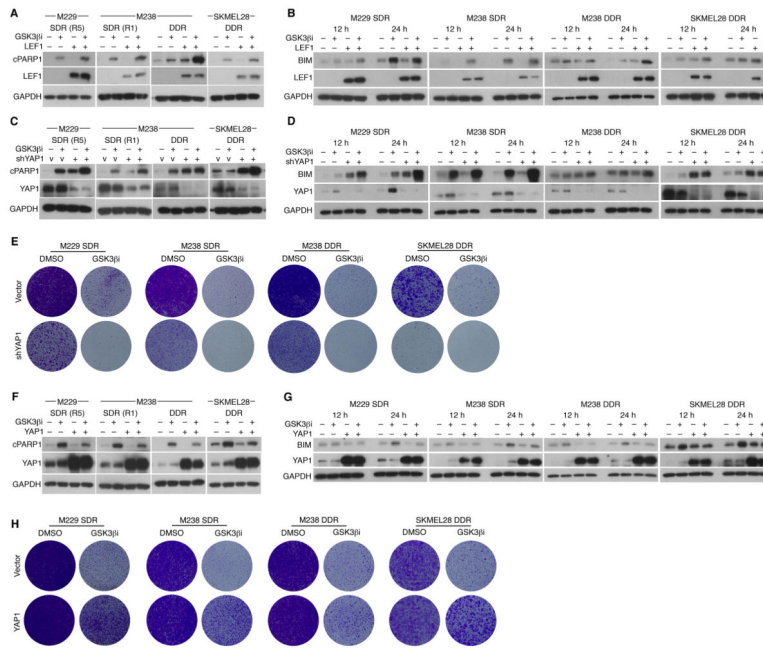 A
M229 M238 SKMEL28
SDR (R5) SDR (R1) DDR DDR
GSK3βi – + – + – + – + – + – + – + – +
LEF1 – – + + – – + + – – + + – – + +
cPARP1
LEF1
GAPDH
B
M229 SDR M238 SDR M238 DDR SKMEL28 DDR
12 h 24 h 12 h 24 h 12 h 24 h 12 h 24 h
GSK3βi – + – + – + – + – + – + – + – + – + – + – + – + – + – + – + – +
LEF1 – – + + – – + + – – + + – – + + – – + + – – + + – – + + – – + +
BIM
LEF1
GAPDH
C
M229 M238 SKMEL28
SDR (R5) SDR (R1) DDR DDR
GSK3βi – + – + – + – + – + – + – + – +
shYAP1 v v + + v v + + v v + + v v + +
cPARP1
YAP1
GAPDH
D
M229 SDR M238 SDR M238 DDR SKMEL28 DDR
12 h 24 h 12 h 24 h 12 h 24 h 12 h 24 h
GSK3βi – + – + – + – + – + – + – + – + – + – + – + – + – + – + – + – +
shYAP1 – – + + – – + + – – + + – – + + – – + + – – + + – – + + – – + +
BIM
YAP1
GAPDH
E
M229 SDR M238 SDR M238 DDR SKMEL28 DDR
DMSO GSK3βi DMSO GSK3βi DMSO GSK3βi DMSO GSK3βi
Vector
shYAP1
F
M229 M238 SKMEL28
SDR (R5) SDR (R1) DDR DDR
GSK3βi – + – + – + – + – + – + – + – +
YAP1 – – + + – – + + – – + + – – + +
cPARP1
YAP1
GAPDH
G
M229 SDR M238 SDR M238 DDR SKMEL28 DDR
12 h 24 h 12 h 24 h 12 h 24 h 12 h 24 h
GSK3βi – + – + – + – + – + – + – + – + – + – + – + – + – + – + – + – +
YAP1 – – + + – – + + – – + + – – + + – – + + – – + + – – + + – – + +
BIM
YAP1
GAPDH
H
M229 SDR M238 SDR M238 DDR SKMEL28 DDR
DMSO GSK3βi DMSO GSK3βi DMSO GSK3βi DMSO GSK3βi
Vector
YAP1